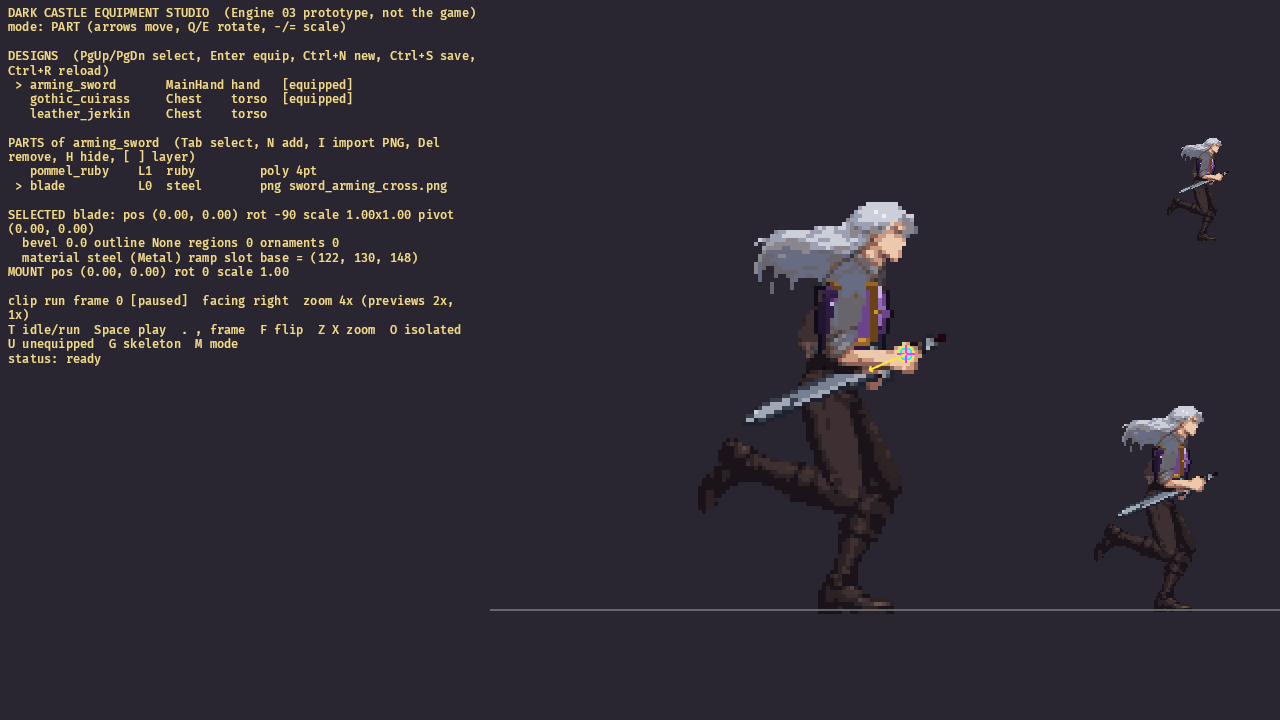 DARK CASTLE EQUIPMENT STUDIO  (Engine 03 prototype, not the game)
mode: PART (arrows move, Q/E rotate, -/= scale)
DESIGNS  (PgUp/PgDn select, Enter equip, Ctrl+N new, Ctrl+S save,
Ctrl+R reload)
> arming_sword       MainHand hand   [equipped]
gothic_cuirass     Chest    torso  [equipped]
leather_jerkin     Chest    torso
PARTS of arming_sword  (Tab select, N add, I import PNG, Del
remove, H hide, [ ] layer)
pommel_ruby    L1  ruby         poly 4pt
> blade          L0  steel        png sword_arming_cross.png
SELECTED blade: pos (0.00, 0.00) rot -90 scale 1.00x1.00 pivot
(0.00, 0.00)
bevel 0.0 outline None regions 0 ornaments 0
material steel (Metal) ramp slot base = (122, 130, 148)
MOUNT pos (0.00, 0.00) rot 0 scale 1.00
clip run frame 0 [paused]  facing right  zoom 4x (previews 2x,
1x)
T idle/run  Space play  . , frame  F flip  Z X zoom  O isolated
U unequipped  G skeleton  M mode
status: ready